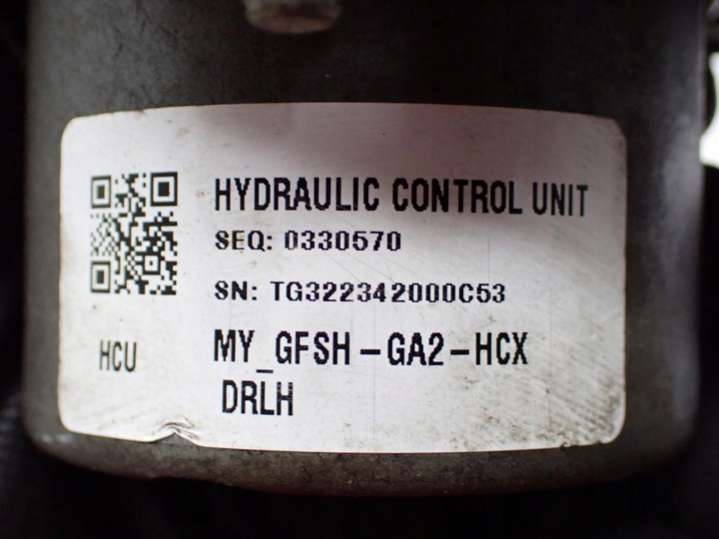 HYDRAULIC CONTROL UNIT
SEQ: 0330570
SN: TG322342000C53
HCU
MY_GFSH-GA2-HCX
DRLH